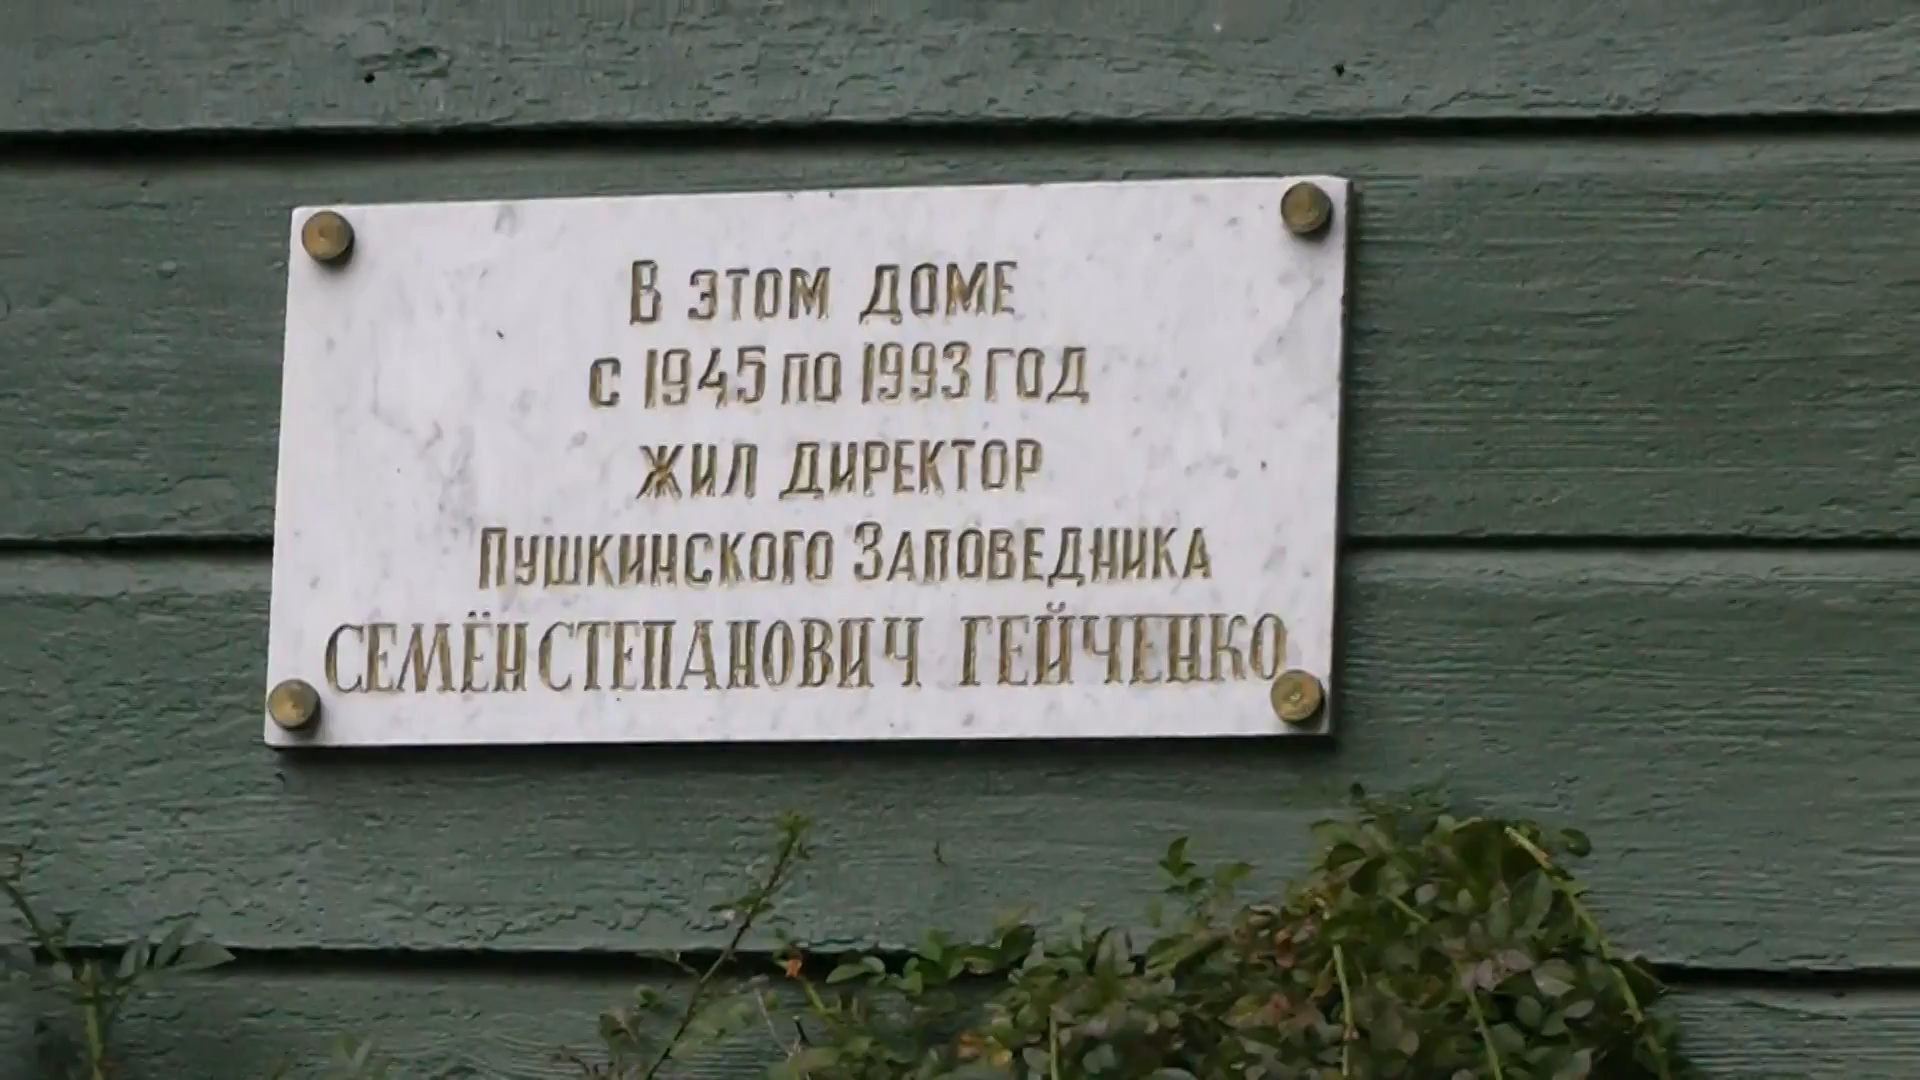 В ЭТОМ ДОМЕ
С 1945 ПО 1993 ГОД
ЖИЛ ДИРЕКТОР
ПУШКИНСКОГО ЗАПОВЕДНИКА
СЕМЁН СТЕПАНОВИЧ ГЕЙЧЕНКО